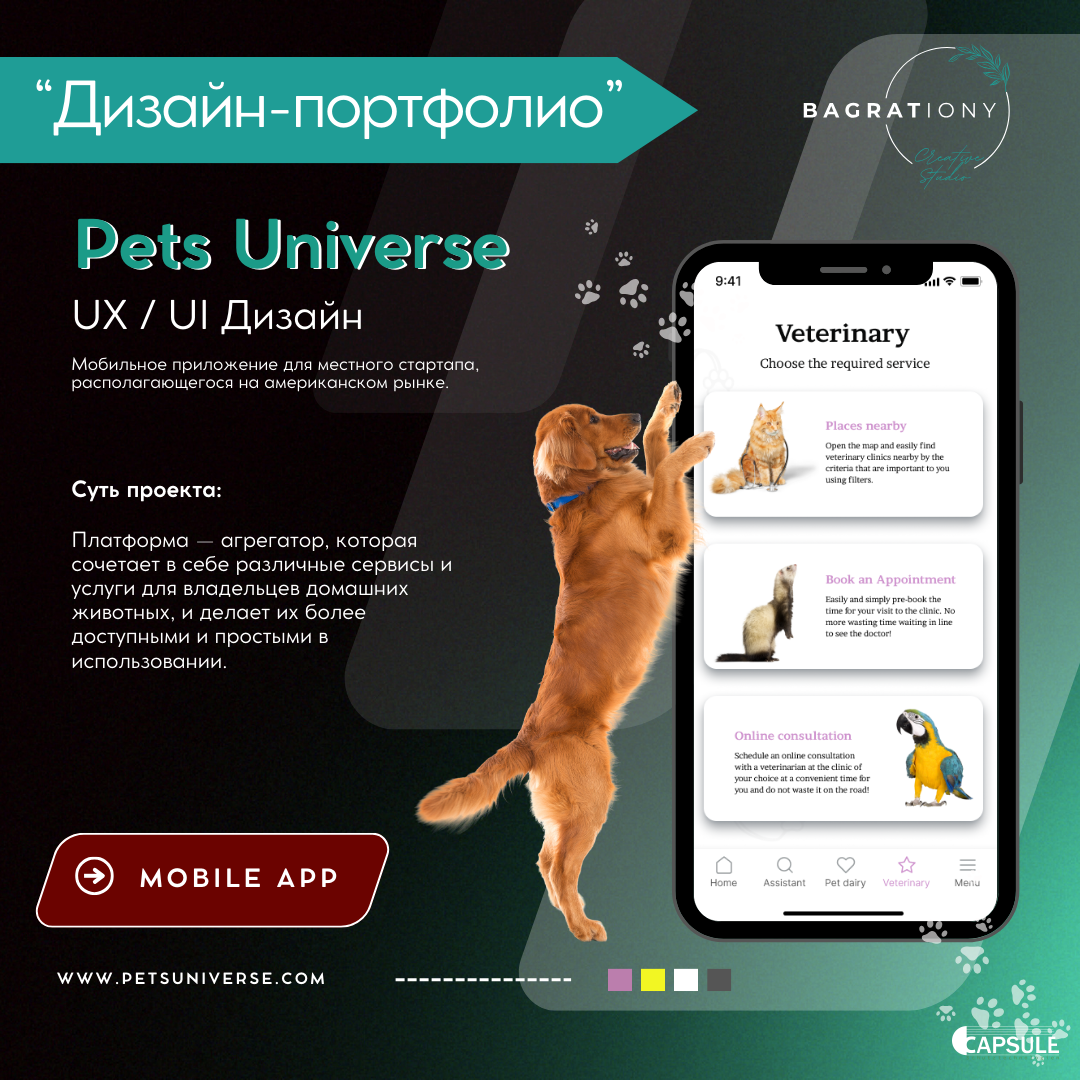 “Дизайн-портфолио”
BAGRATIONY
Creative
Studio
Pets Universe
UX / UI Дизайн
Мобильное приложение для местного стартапа,
располагающегося на американском рынке.
Суть проекта:
Платформа — агрегатор, которая
сочетает в себе различные сервисы и
услуги для владельцев домашних
животных, и делает их более
доступными и простыми в
использовании.
MOBILE APP
WWW.PETSUNIVERSE.COM
9:41
Veterinary
Choose the required service
Places nearby
Open the map and easily find
veterinary clinics nearby by the
criteria that are important to you
using filters.
Book an Appointment
Easily and simply pre-book the
time for your visit to the clinic. No
more wasting time waiting in line
to see the doctor!
Online consultation
Schedule an online consultation
with a veterinarian at the clinic of
your choice at a convenient time for
you and do not waste it on the road!
Home Assistant Pet dairy Veterinary Menu
CAPSULE